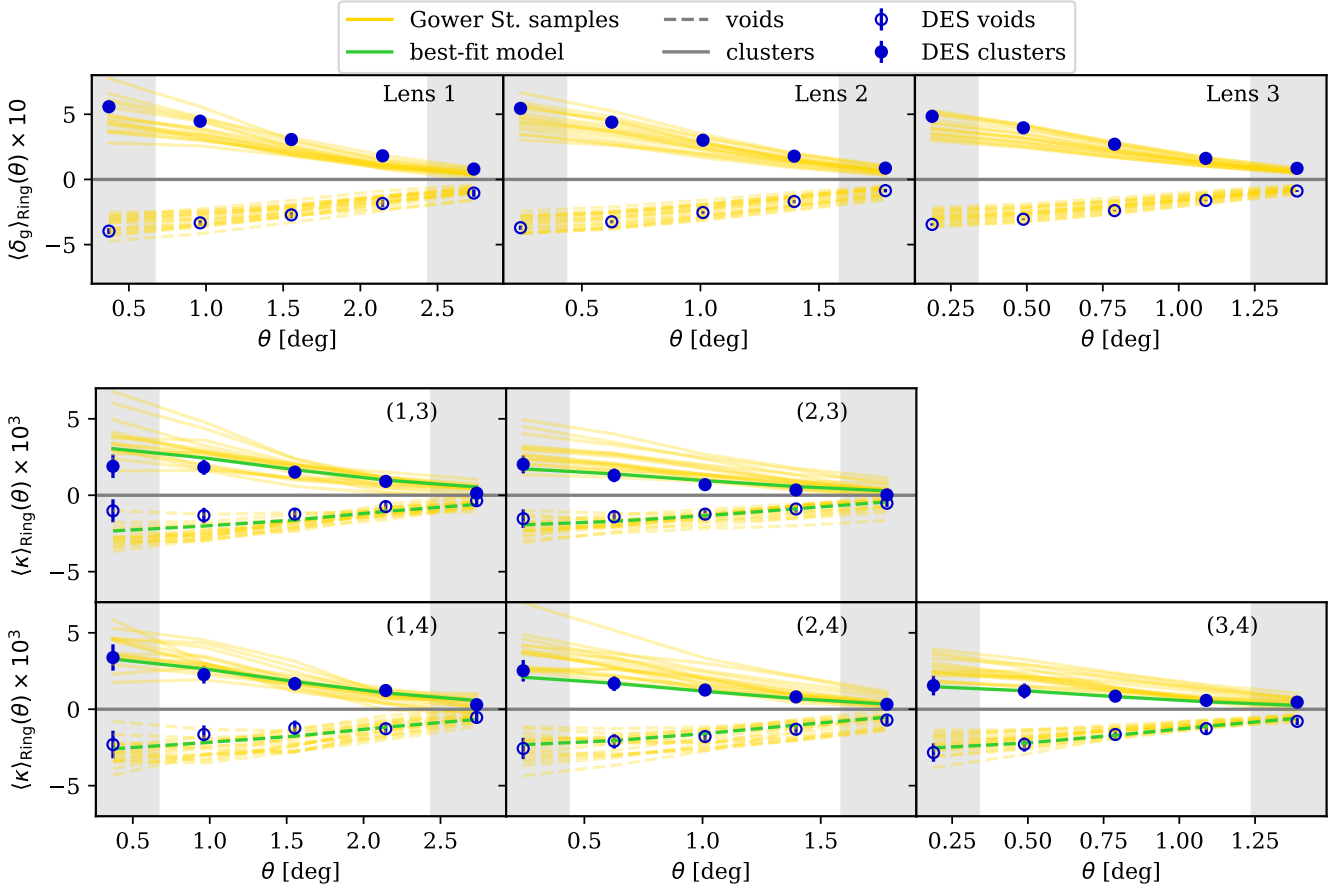 Gower St. samples voids DES voids
best-fit model clusters DES clusters
Lens 1 Lens 2 Lens 3
⟨δg⟩Ring(θ) × 10
5
0
−5
0.5 1.0 1.5 2.0 2.5 0.5 1.0 1.5 0.25 0.50 0.75 1.00 1.25
θ [deg] θ [deg] θ [deg]
(1,3) (2,3)
⟨κ⟩Ring(θ) × 10³
5
0
−5
(1,4) (2,4) (3,4)
⟨κ⟩Ring(θ) × 10³
5
0
−5
0.5 1.0 1.5 2.0 2.5 0.5 1.0 1.5 0.25 0.50 0.75 1.00 1.25
θ [deg] θ [deg] θ [deg]